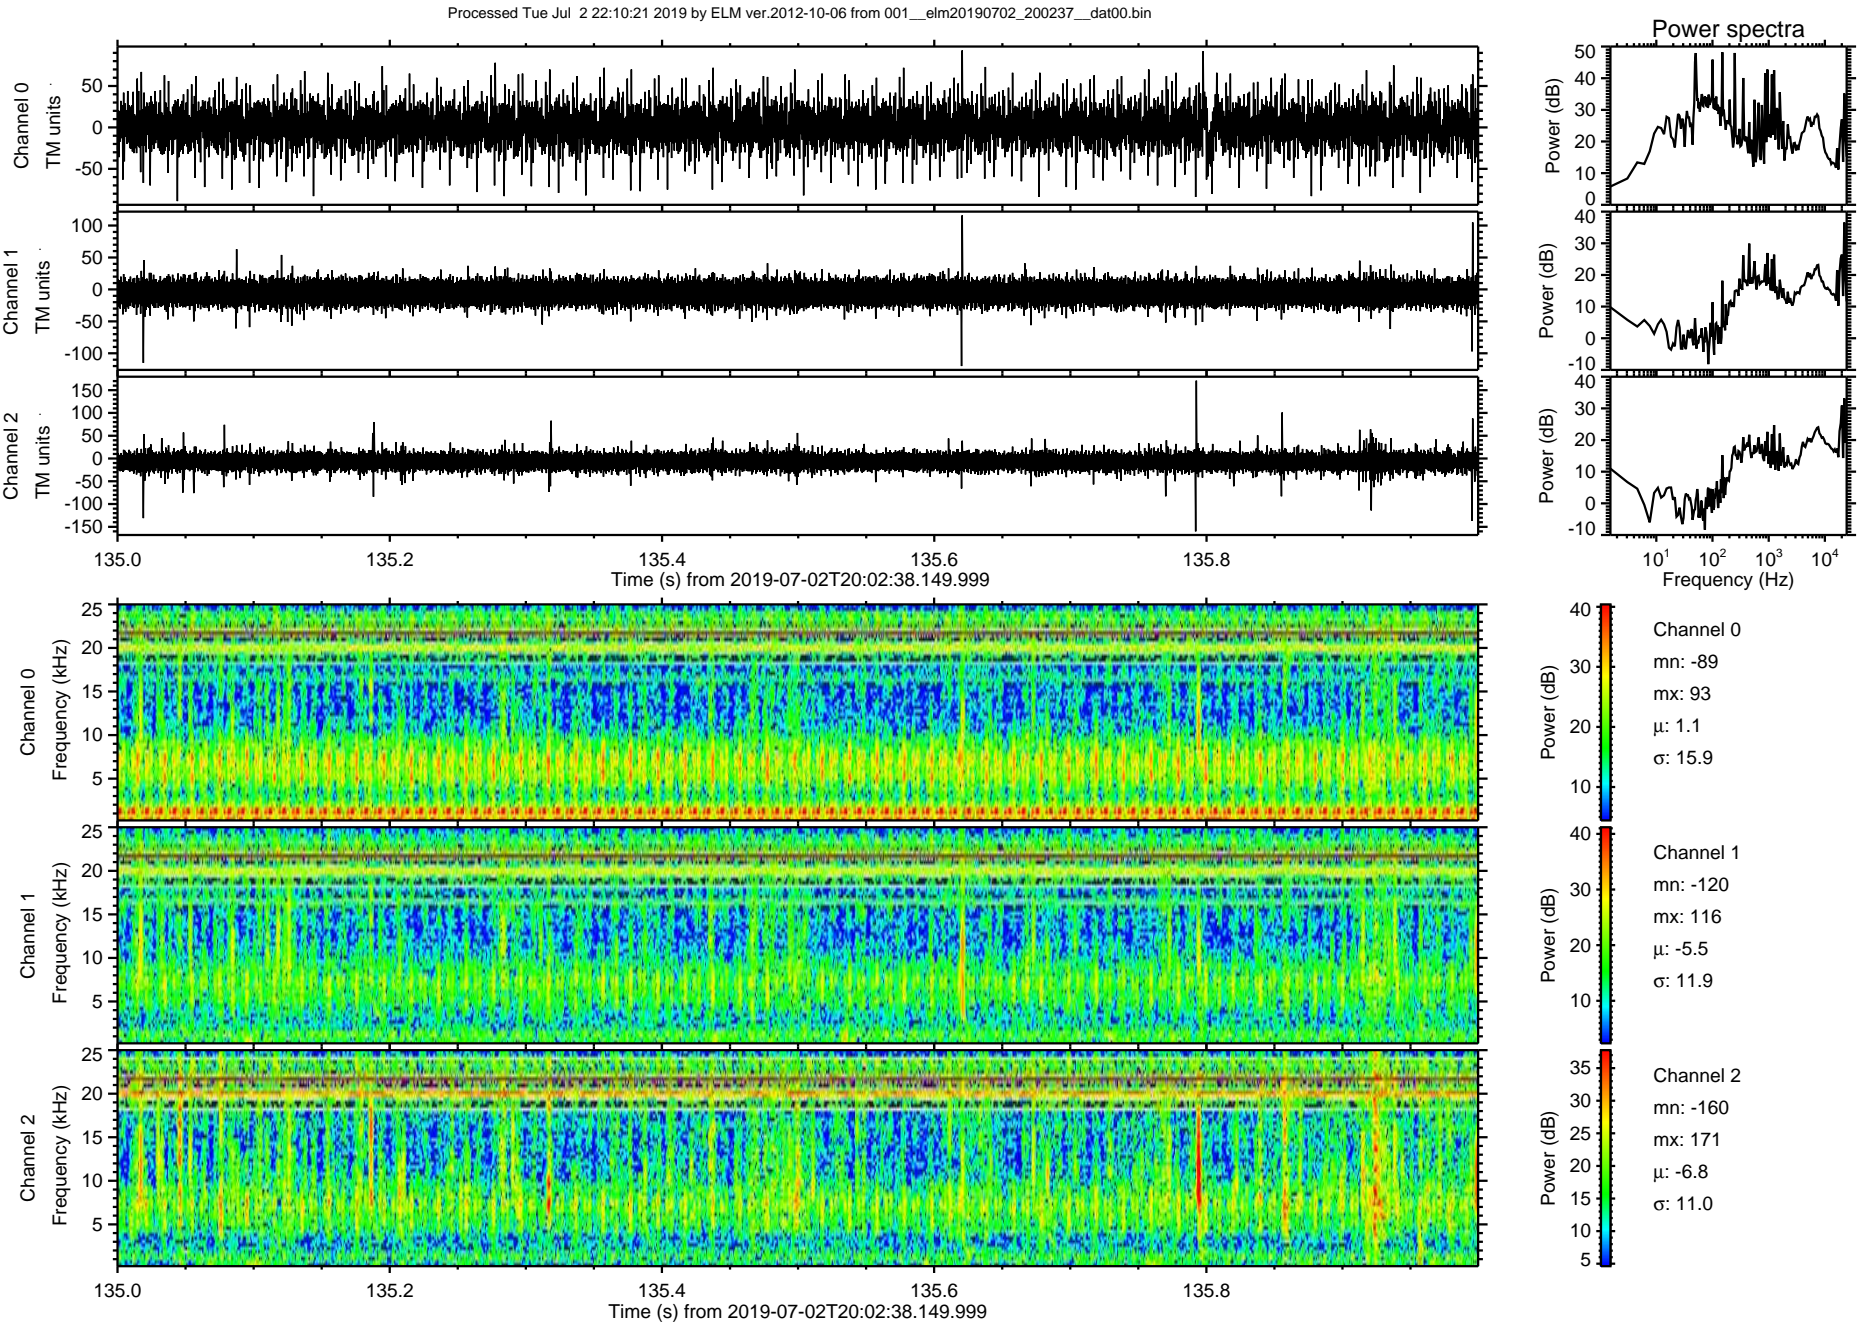 Processed Tue Jul  2 22:10:21 2019 by ELM ver.2012-10-06 from 001__elm20190702_200237__dat00.bin
Power spectra
Channel 0
TM units
50
0
-50
Power (dB)
50
40
30
20
10
0
Channel 1
TM units
100
50
0
-50
-100
Power (dB)
40
30
20
10
0
-10
Channel 2
TM units
150
100
50
0
-50
-100
-150
Power (dB)
40
30
20
10
0
-10
135.0 135.2 135.4 135.6 135.8
Time (s) from 2019-07-02T20:02:38.149.999
10¹ 10² 10³ 10⁴
Frequency (Hz)
Channel 0
Frequency (kHz)
25
20
15
10
5
Power (dB)
40
30
20
10
Channel 0
mn: -89
mx: 93
µ: 1.1
σ: 15.9
Channel 1
Frequency (kHz)
25
20
15
10
5
Power (dB)
40
30
20
10
Channel 1
mn: -120
mx: 116
µ: -5.5
σ: 11.9
Channel 2
Frequency (kHz)
25
20
15
10
5
Power (dB)
35
30
25
20
15
10
5
Channel 2
mn: -160
mx: 171
µ: -6.8
σ: 11.0
135.0 135.2 135.4 135.6 135.8
Time (s) from 2019-07-02T20:02:38.149.999